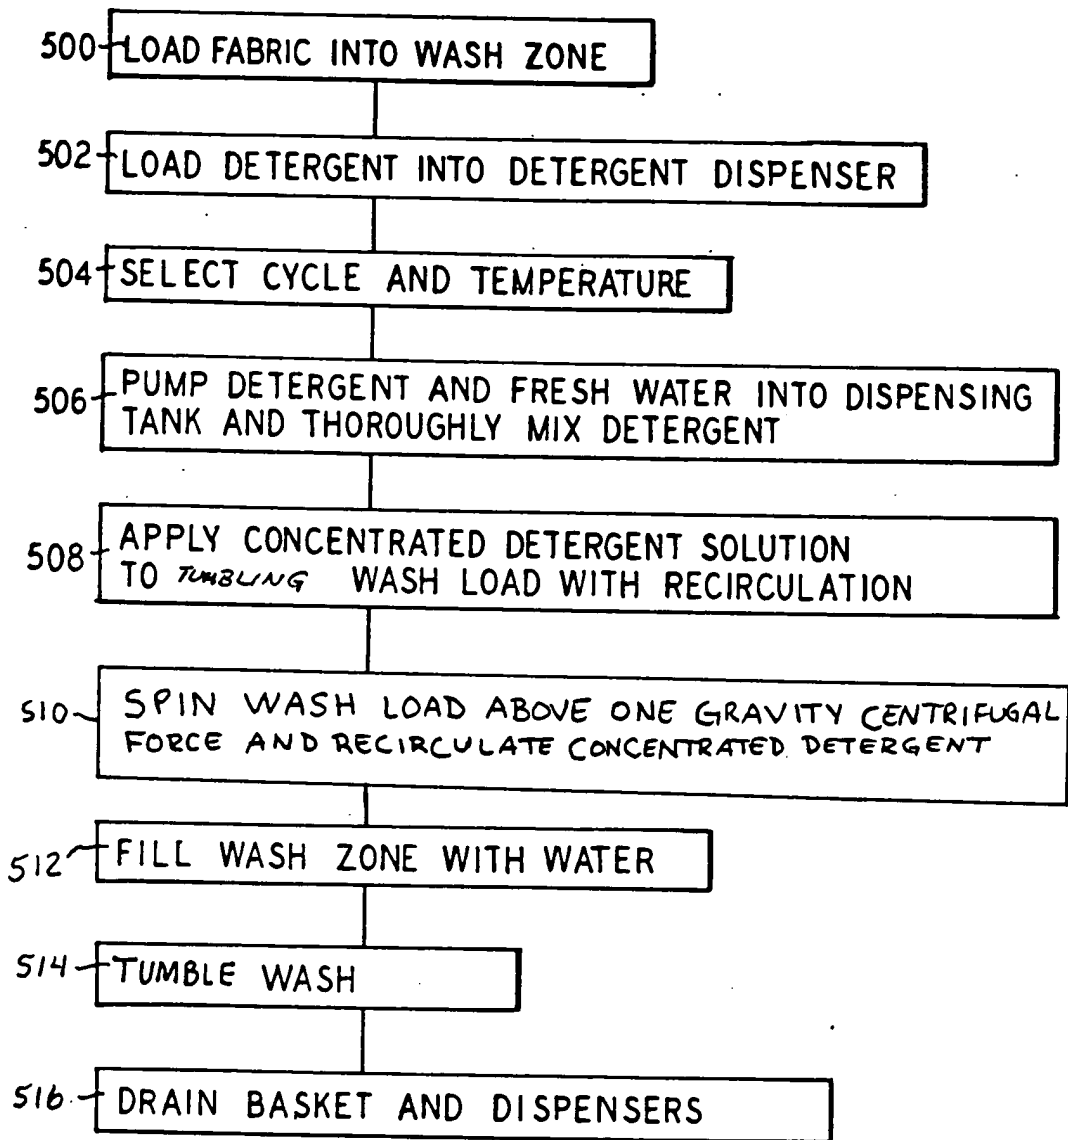 500 LOAD FABRIC INTO WASH ZONE
502 LOAD DETERGENT INTO DETERGENT DISPENSER
504 SELECT CYCLE AND TEMPERATURE
506 PUMP DETERGENT AND FRESH WATER INTO DISPENSING
TANK AND THOROUGHLY MIX DETERGENT
508 APPLY CONCENTRATED DETERGENT SOLUTION
TO TUMBLING WASH LOAD WITH RECIRCULATION
510 SPIN WASH LOAD ABOVE ONE GRAVITY CENTRIFUGAL
FORCE AND RECIRCULATE CONCENTRATED DETERGENT
512 FILL WASH ZONE WITH WATER
514 TUMBLE WASH
516 DRAIN BASKET AND DISPENSERS